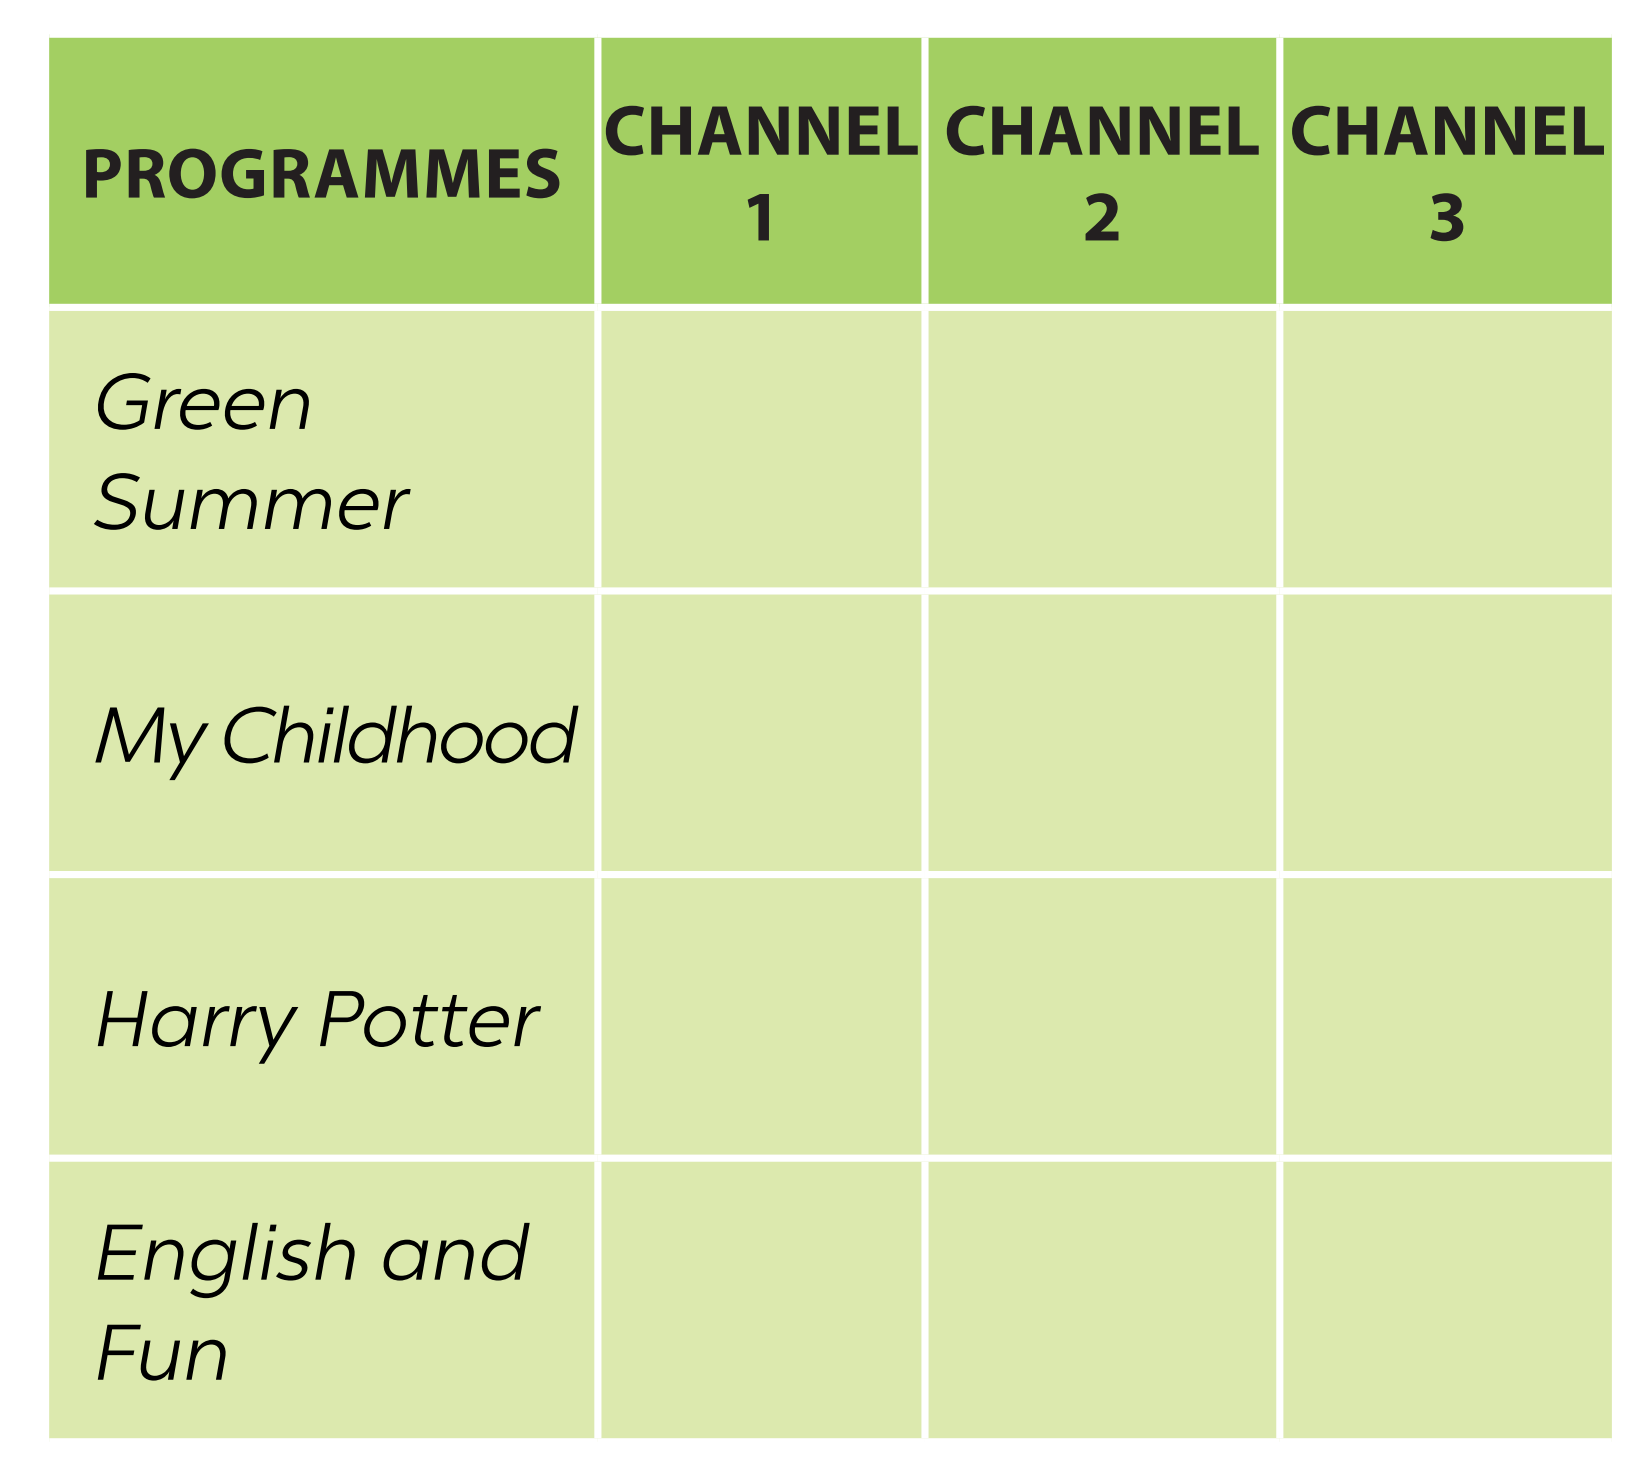 PROGRAMMES
CHANNEL
1
CHANNEL
2
CHANNEL
3
Green
Summer
My Childhood
Harry Potter
English and
Fun